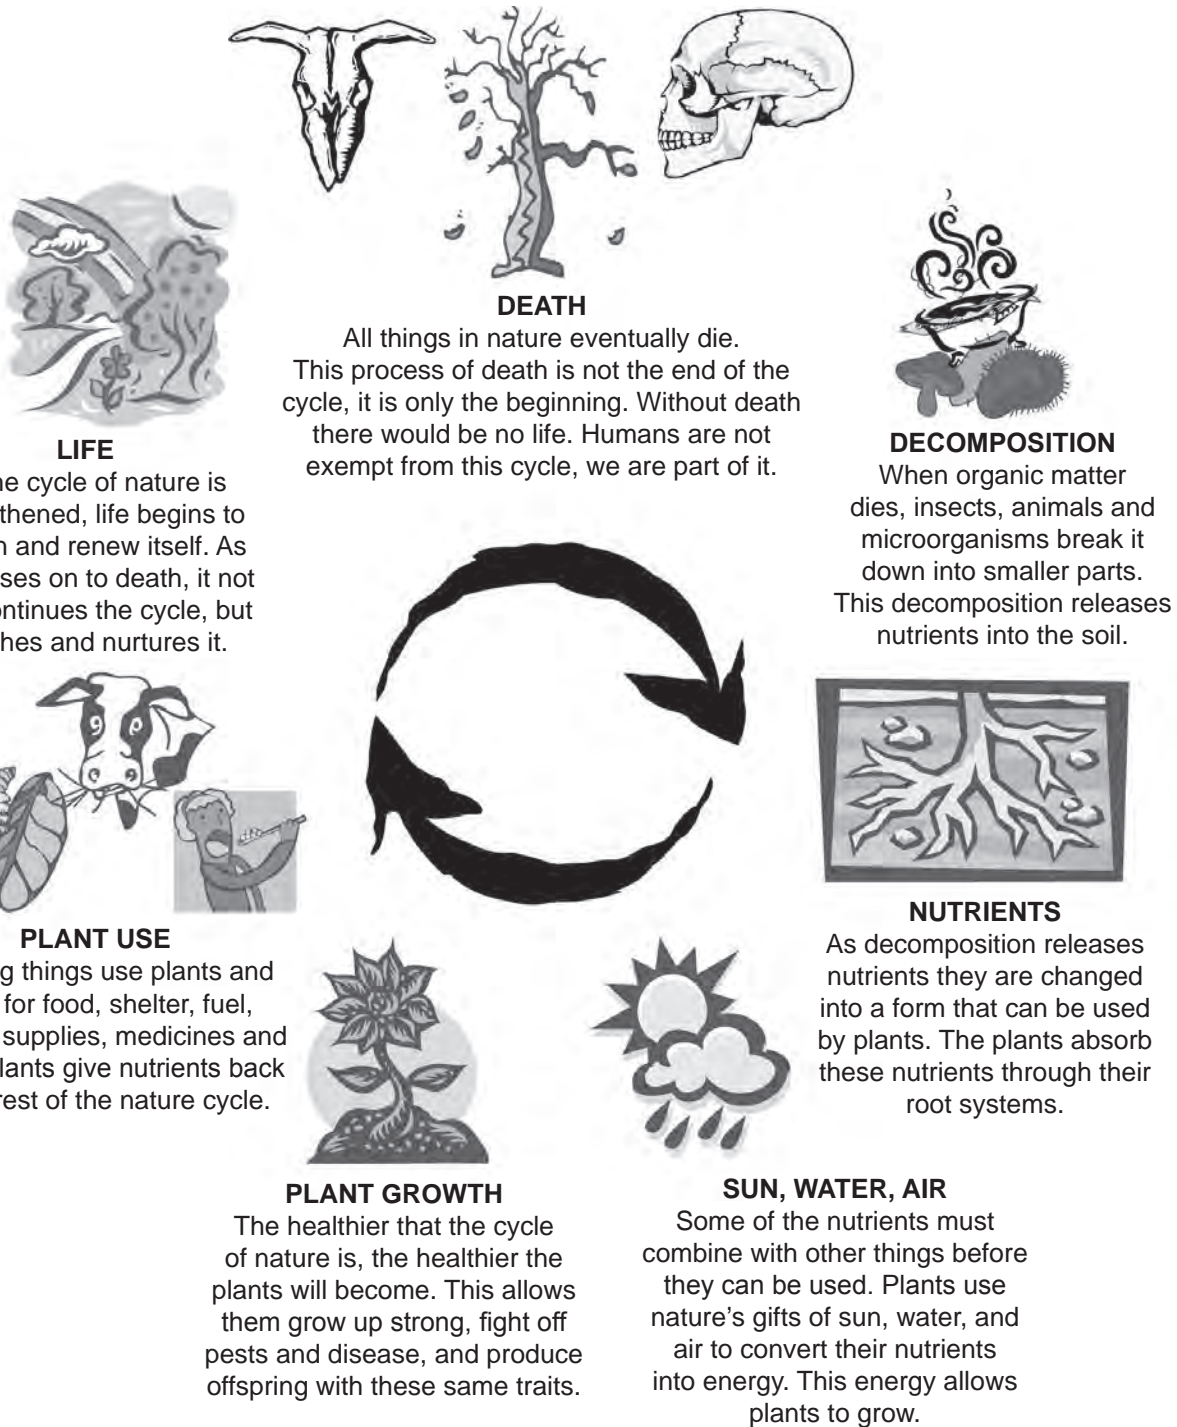 DEATH
All things in nature eventually die.
This process of death is not the end of the
cycle, it is only the beginning. Without death
there would be no life. Humans are not
exempt from this cycle, we are part of it.
DECOMPOSITION
When organic matter
dies, insects, animals and
microorganisms break it
down into smaller parts.
This decomposition releases
nutrients into the soil.
NUTRIENTS
As decomposition releases
nutrients they are changed
into a form that can be used
by plants. The plants absorb
these nutrients through their
root systems.
SUN, WATER, AIR
Some of the nutrients must
combine with other things before
they can be used. Plants use
nature’s gifts of sun, water, and
air to convert their nutrients
into energy. This energy allows
plants to grow.
PLANT GROWTH
The healthier that the cycle
of nature is, the healthier the
plants will become. This allows
them grow up strong, fight off
pests and disease, and produce
offspring with these same traits.
PLANT USE
things use plants and
for food, shelter, fuel,
supplies, medicines and
give nutrients back
rest of the nature cycle.
LIFE
cycle of nature is
life begins to
and renew itself. As
on to death, it not
the cycle, but
and nurtures it.